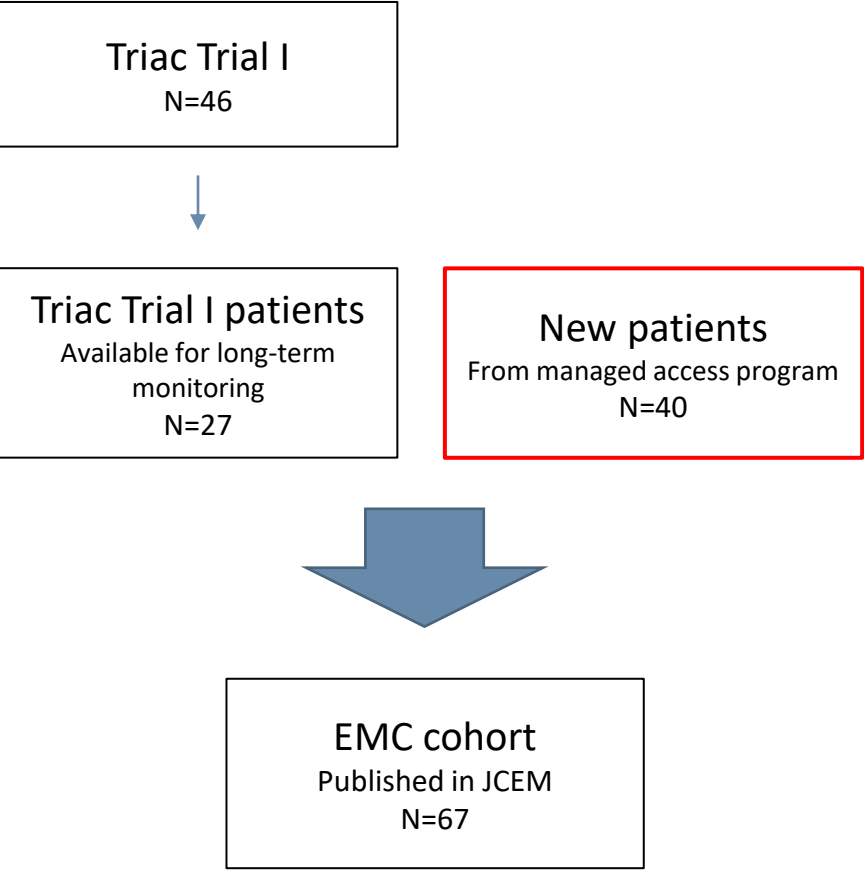 Triac Trial I
N=46
Triac Trial I patients
Available for long-term
monitoring
N=27
New patients
From managed access program
N=40
EMC cohort
Published in JCEM
N=67